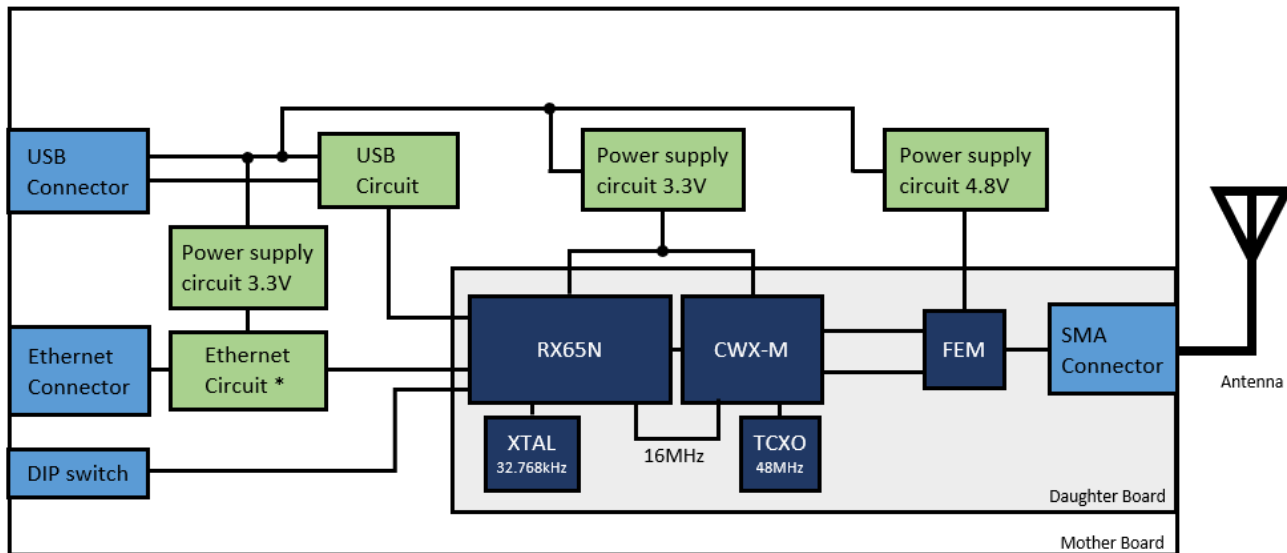 USB
Connector
USB
Circuit
Power supply
circuit 3.3V
Power supply
circuit 4.8V
Power supply
circuit 3.3V
Ethernet
Connector
Ethernet
Circuit *
RX65N
CWX-M
FEM
SMA
Connector
Antenna
DIP switch
XTAL
32.768kHz
16MHz
TCXO
48MHz
Daughter Board
Mother Board